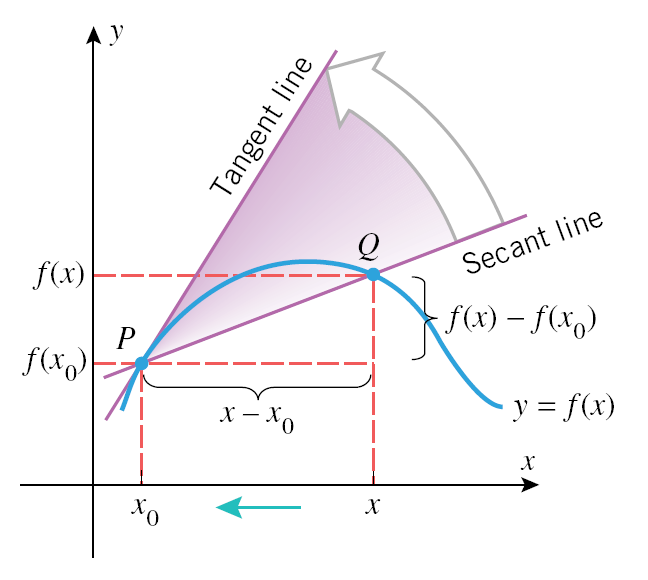 y
Tangent line
Secant line
Q
f(x)
f(x) − f(x₀)
P
f(x₀)
x − x₀
y = f(x)
x
x₀
x